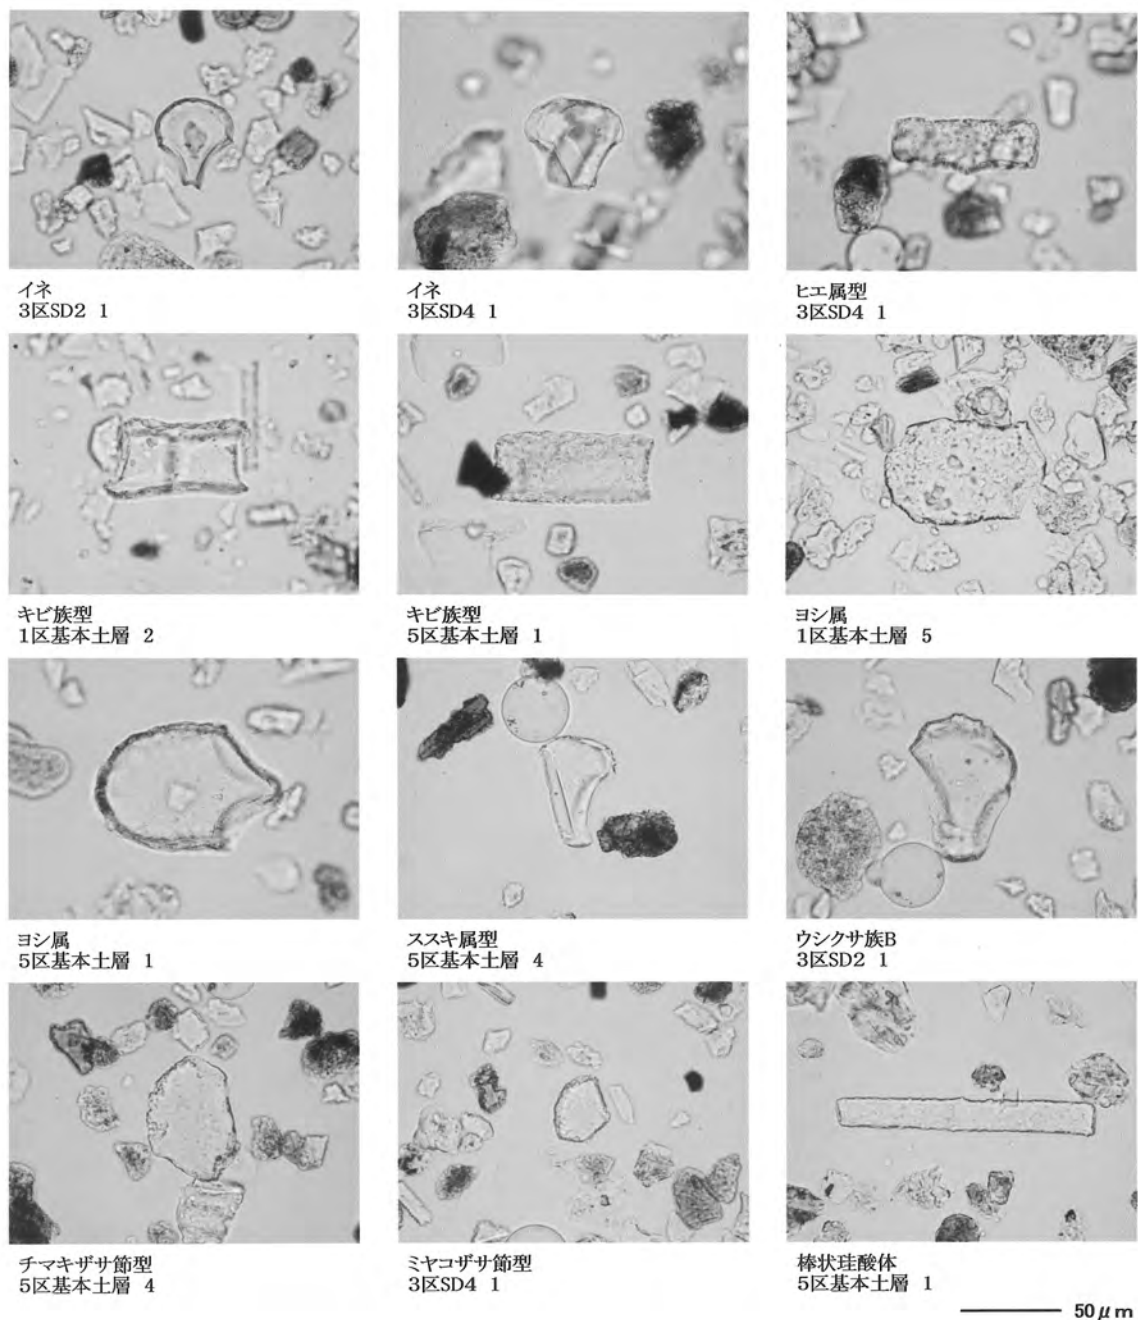 イネ
3区SD2 1
イネ
3区SD4 1
ヒエ属型
3区SD4 1
キビ族型
1区基本土層 2
キビ族型
5区基本土層 1
ヨシ属
1区基本土層 5
ヨシ属
5区基本土層 1
ススキ属型
5区基本土層 4
ウシクサ族B
3区SD2 1
チマキザサ節型
5区基本土層 4
ミヤコザサ節型
3区SD4 1
棒状珪酸体
5区基本土層 1
50μm